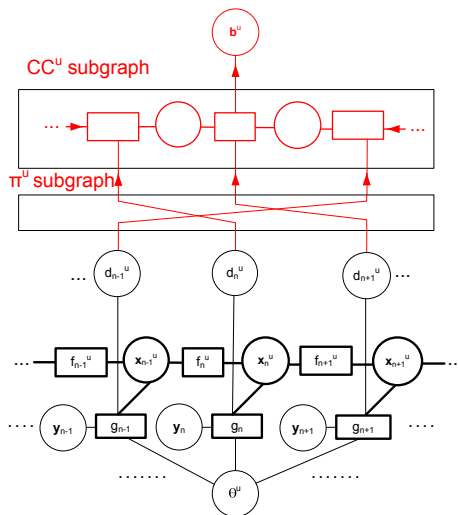 b^u
CC^u subgraph
... ...
π^u subgraph
... d_{n-1}^u d_n^u d_{n+1}^u ...
... f_{n-1}^u x_{n-1}^u f_n^u x_n^u f_{n+1}^u x_{n+1}^u ...
.... y_{n-1} g_{n-1} y_n g_n y_{n+1} g_{n+1} ....
....... θ^u .......